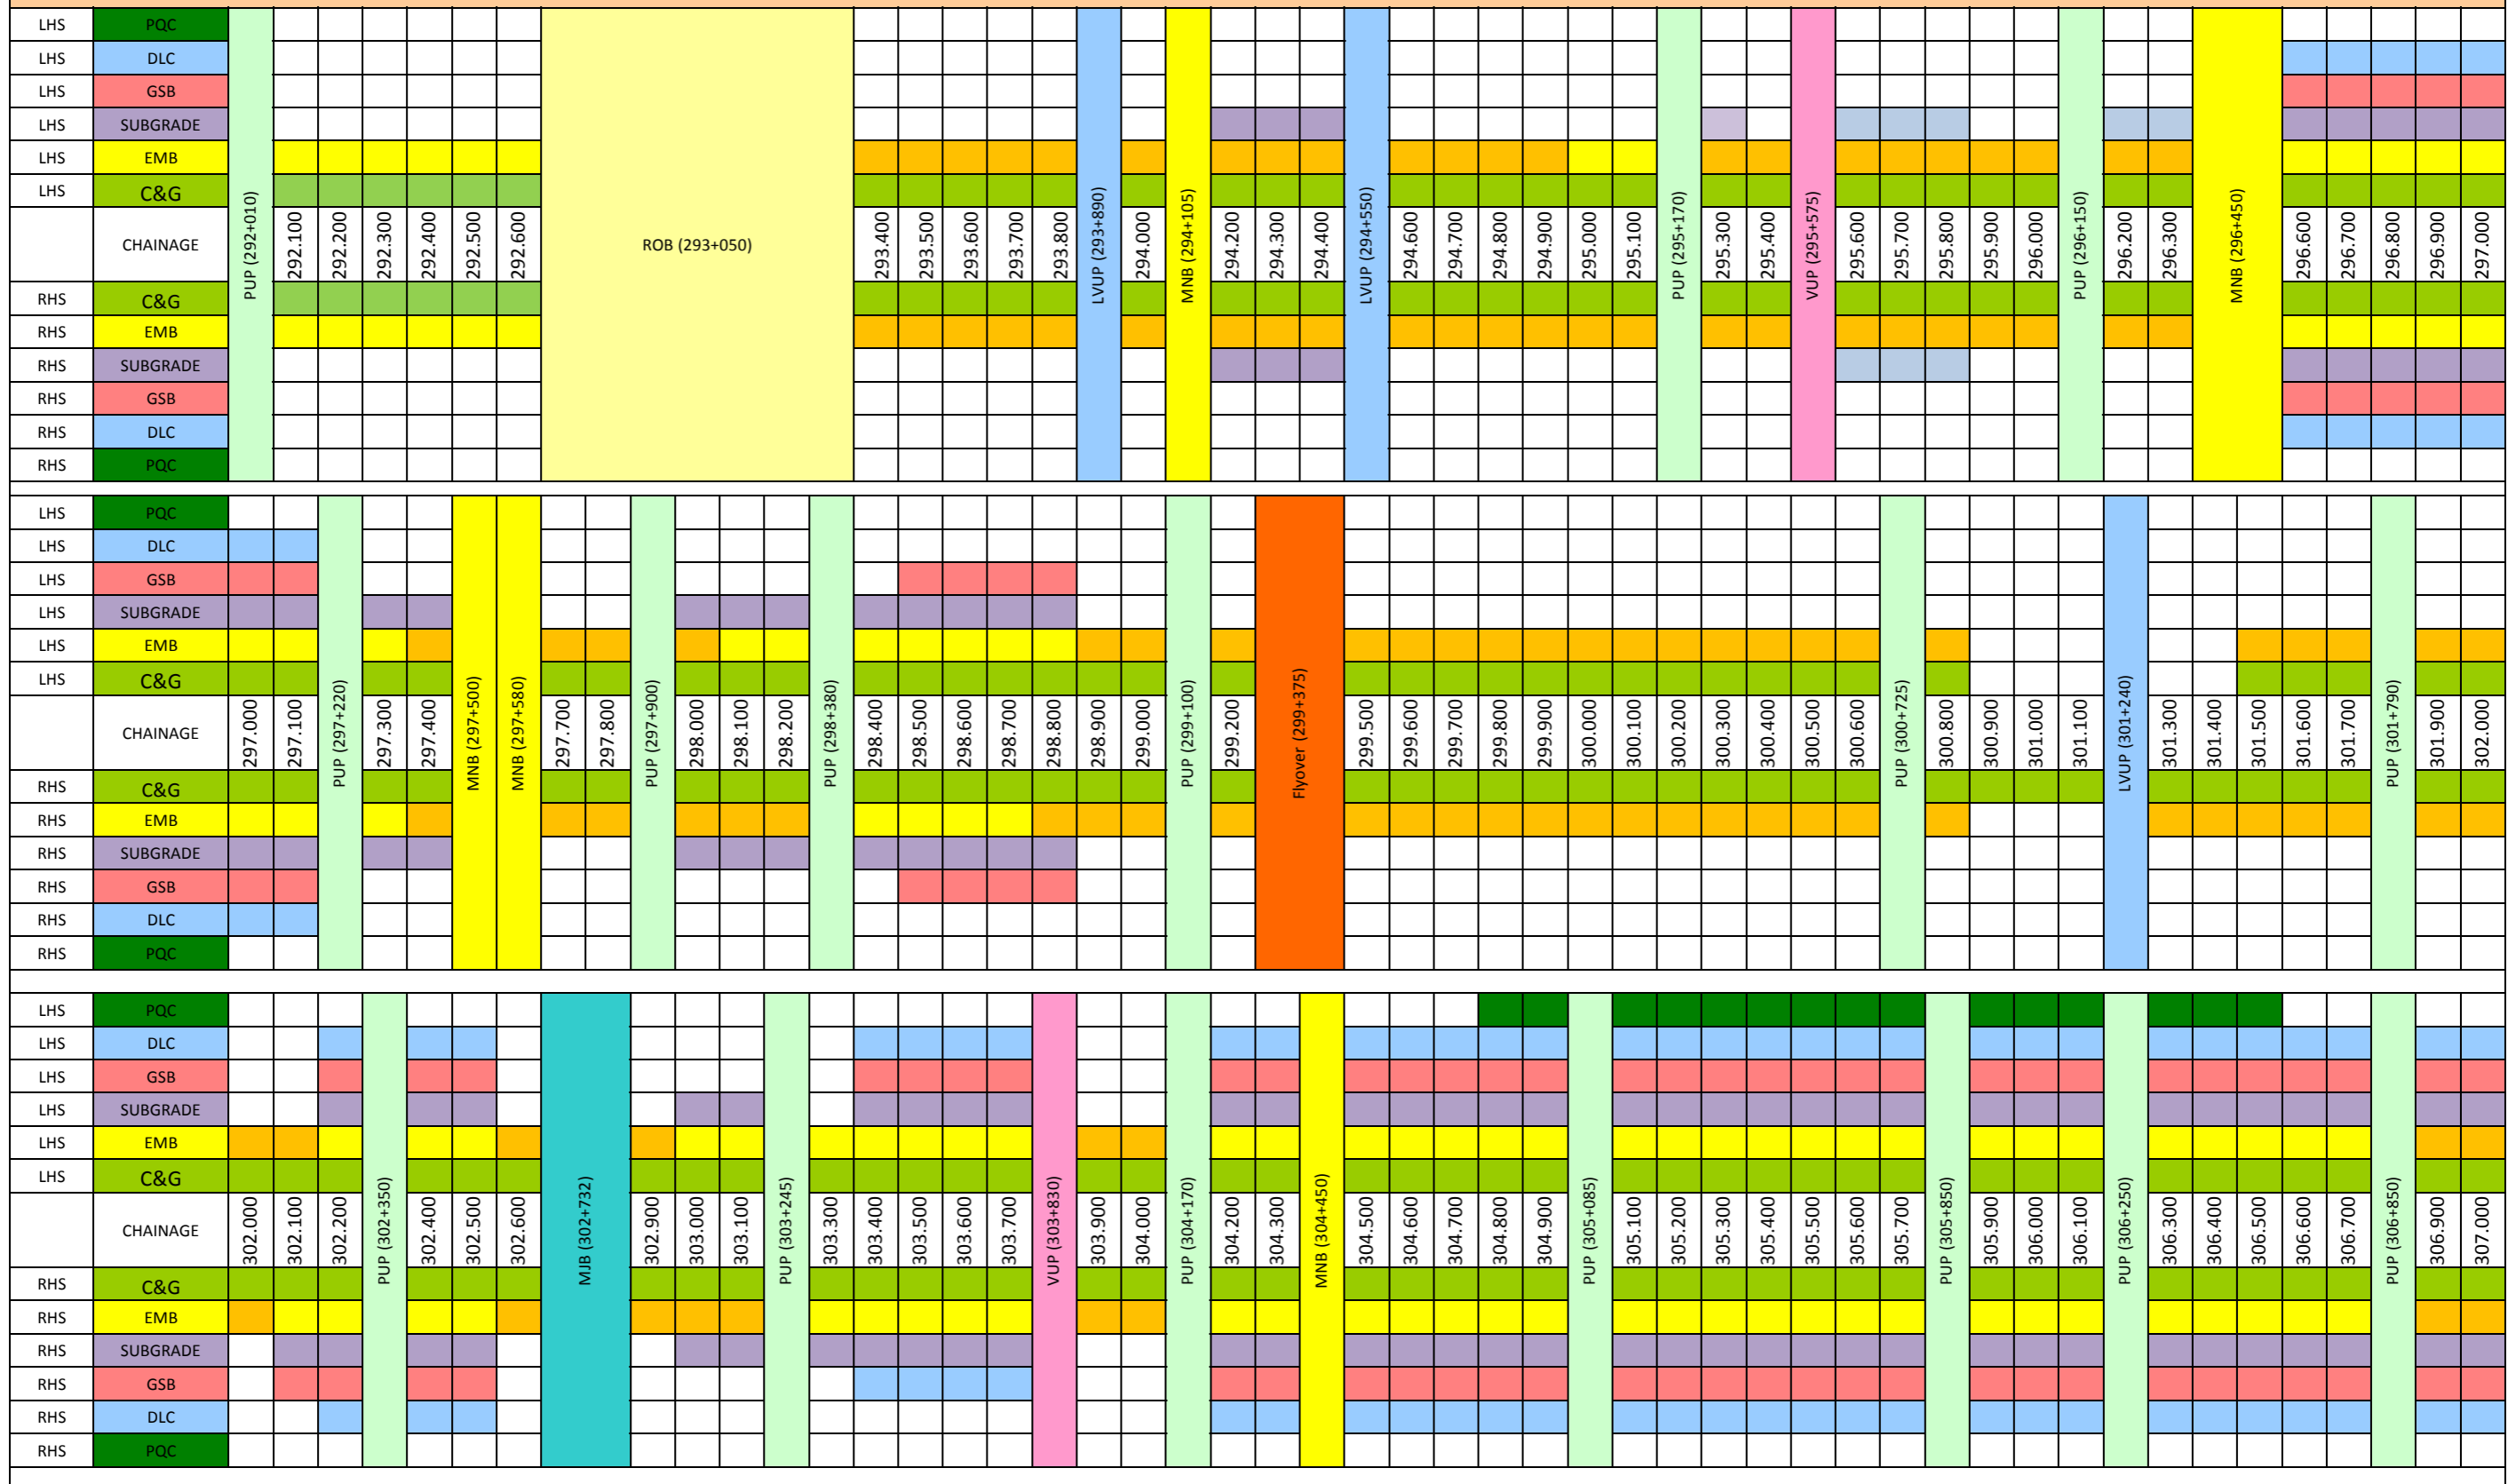 LHS PQC
LHS DLC
LHS GSB
LHS SUBGRADE
LHS EMB
LHS C&G
CHAINAGE PUP (292+010) 292.100 292.200 292.300 292.400 292.500 292.600 ROB (293+050) 293.400 293.500 293.600 293.700 293.800 LVUP (293+890) 294.000 MNB (294+105) 294.200 294.300 294.400 LVUP (294+550) 294.600 294.700 294.800 294.900 295.000 295.100 PUP (295+170) 295.300 295.400 VUP (295+575) 295.600 295.700 295.800 295.900 296.000 PUP (296+150) 296.200 296.300 MNB (296+450) 296.600 296.700 296.800 296.900 297.000
RHS C&G
RHS EMB
RHS SUBGRADE
RHS GSB
RHS DLC
RHS PQC
LHS PQC
LHS DLC
LHS GSB
LHS SUBGRADE
LHS EMB
LHS C&G
CHAINAGE 297.000 297.100 PUP (297+220) 297.300 297.400 MNB (297+500) MNB (297+580) 297.700 297.800 PUP (297+900) 298.000 298.100 298.200 PUP (298+380) 298.400 298.500 298.600 298.700 298.800 298.900 299.000 PUP (299+100) 299.200 Flyover (299+375) 299.500 299.600 299.700 299.800 299.900 300.000 300.100 300.200 300.300 300.400 300.500 300.600 PUP (300+725) 300.800 300.900 301.000 301.100 LVUP (301+240) 301.300 301.400 301.500 301.600 301.700 PUP (301+790) 301.900 302.000
RHS C&G
RHS EMB
RHS SUBGRADE
RHS GSB
RHS DLC
RHS PQC
LHS PQC
LHS DLC
LHS GSB
LHS SUBGRADE
LHS EMB
LHS C&G
CHAINAGE 302.000 302.100 302.200 PUP (302+350) 302.400 302.500 302.600 MJB (302+732) 302.900 303.000 303.100 PUP (303+245) 303.300 303.400 303.500 303.600 303.700 VUP (303+830) 303.900 304.000 PUP (304+170) 304.200 304.300 MNB (304+450) 304.500 304.600 304.700 304.800 304.900 PUP (305+085) 305.100 305.200 305.300 305.400 305.500 305.600 305.700 PUP (305+850) 305.900 306.000 306.100 PUP (306+250) 306.300 306.400 306.500 306.600 306.700 PUP (306+850) 306.900 307.000
RHS C&G
RHS EMB
RHS SUBGRADE
RHS GSB
RHS DLC
RHS PQC